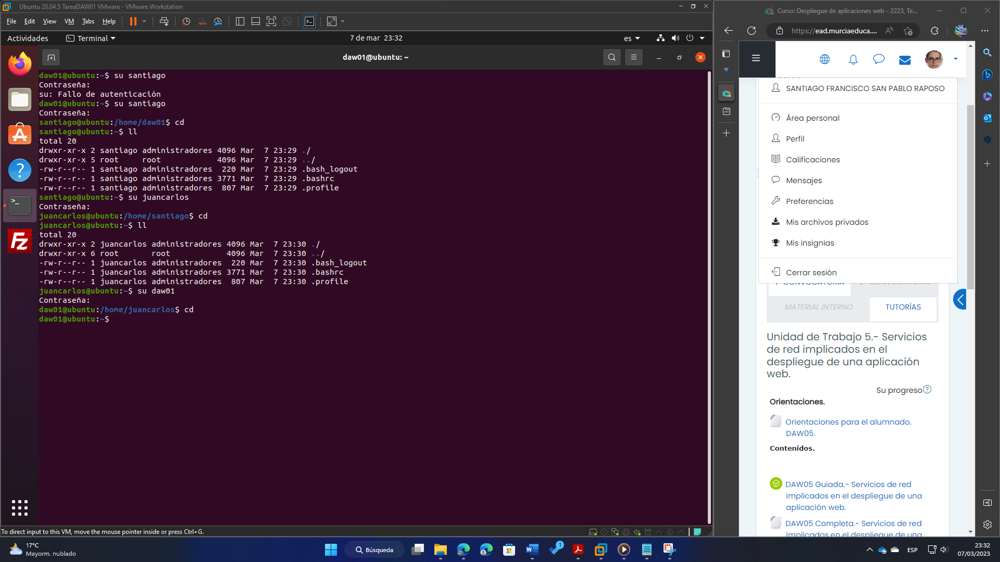 Ubuntu 20.04.5 TareaDAW01 VMware - VMware Workstation
File Edit View VM Tabs Help
Actividades
Terminal
7 de mar 23:32
es
daw01@ubuntu: ~
daw01@ubuntu:~$ su santiago
Contraseña:
su: Fallo de autenticación
daw01@ubuntu:~$ su santiago
Contraseña:
santiago@ubuntu:/home/daw01$ cd
santiago@ubuntu:~$ ll
total 20
drwxr-xr-x 2 santiago administradores 4096 Mar  7 23:29 ./
drwxr-xr-x 5 root     root            4096 Mar  7 23:29 ../
-rw-r--r-- 1 santiago administradores  220 Mar  7 23:29 .bash_logout
-rw-r--r-- 1 santiago administradores 3771 Mar  7 23:29 .bashrc
-rw-r--r-- 1 santiago administradores  807 Mar  7 23:29 .profile
santiago@ubuntu:~$ su juancarlos
Contraseña:
juancarlos@ubuntu:/home/santiago$ cd
juancarlos@ubuntu:~$ ll
total 20
drwxr-xr-x 2 juancarlos administradores 4096 Mar  7 23:30 ./
drwxr-xr-x 6 root       root            4096 Mar  7 23:30 ../
-rw-r--r-- 1 juancarlos administradores  220 Mar  7 23:30 .bash_logout
-rw-r--r-- 1 juancarlos administradores 3771 Mar  7 23:30 .bashrc
-rw-r--r-- 1 juancarlos administradores  807 Mar  7 23:30 .profile
juancarlos@ubuntu:~$ su daw01
Contraseña:
daw01@ubuntu:/home/juancarlos$ cd
daw01@ubuntu:~$
To direct input to this VM, move the mouse pointer inside or press Ctrl+G.
Curso: Despliegue de aplicaciones web - 2223, Te...
https://ead.murciaeduca....
SANTIAGO FRANCISCO SAN PABLO RAPOSO
Área personal
Perfil
Calificaciones
Mensajes
Preferencias
Mis archivos privados
Mis insignias
Cerrar sesión
1ª CONVOCATORIA 2ª CONVOCATORIA
MATERIAL INTERNO TUTORÍAS
Unidad de Trabajo 5.- Servicios
de red implicados en el
despliegue de una aplicación
web.
Su progreso
Orientaciones.
Orientaciones para el alumnado.
DAW05.
Contenidos.
DAW05 Guiada.- Servicios de red
implicados en el despliegue de una
aplicación web.
DAW05 Completa.- Servicios de red
implicados en el despliegue de una
17°C
Mayorm. nublado
Búsqueda
1
ESP
23:32
07/03/2023